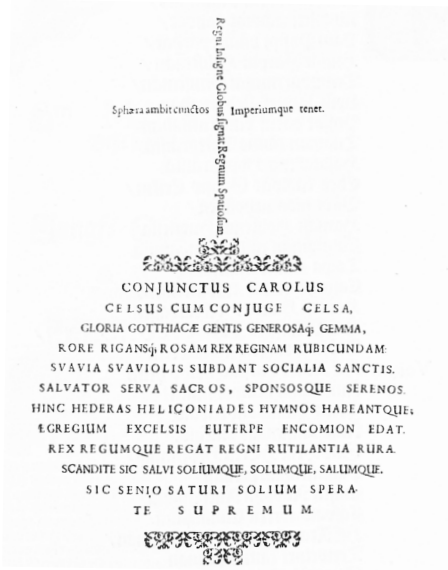 Regni Insigne Globus signat Regnum Spatiosum.
Sphæra ambit cunctos Imperiumque tenet.
CONJUNCTUS CAROLUS
CELSUS CUM CONJUGE CELSA,
GLORIA GOTTHIACÆ GENTIS GENEROSAq́; GEMMA,
RORE RIGANSq́; ROSAM REX REGINAM RUBICUNDAM:
SVAVIA SVAVIOLIS SUBDANT SOCIALIA SANCTIS.
SALVATOR SERVA SACROS, SPONSOSQUE SERENOS.
HINC HEDERAS HELICONIADES HYMNOS HABEANTQUE;
EGREGIUM EXCELSIS EUTERPE ENCOMION EDAT.
REX REGUMQUE REGAT REGNI RUTILANTIA RURA.
SCANDITE SIC SALVI SOLIUMQUE, SOLUMQUE, SALUMQUE.
SIC SENIO SATURI SOLIUM SPERA-
TE SUPREMUM.